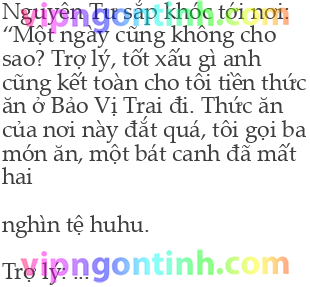 Nguyên Tu sắp khóc tới nơi:
vipngontinh.com
“Một ngày cũng không cho
sao? Trợ lý, tốt xấu gì anh
cũng kết toàn cho tôi tiền thức
ăn ở Bảo Vị Trai đi. Thức ăn
của nơi này đắt quá, tôi gọi ba
món ăn, một bát canh đã mất
hai
nghìn tệ huhu.
vipngontinh.com
Trợ lý: ...